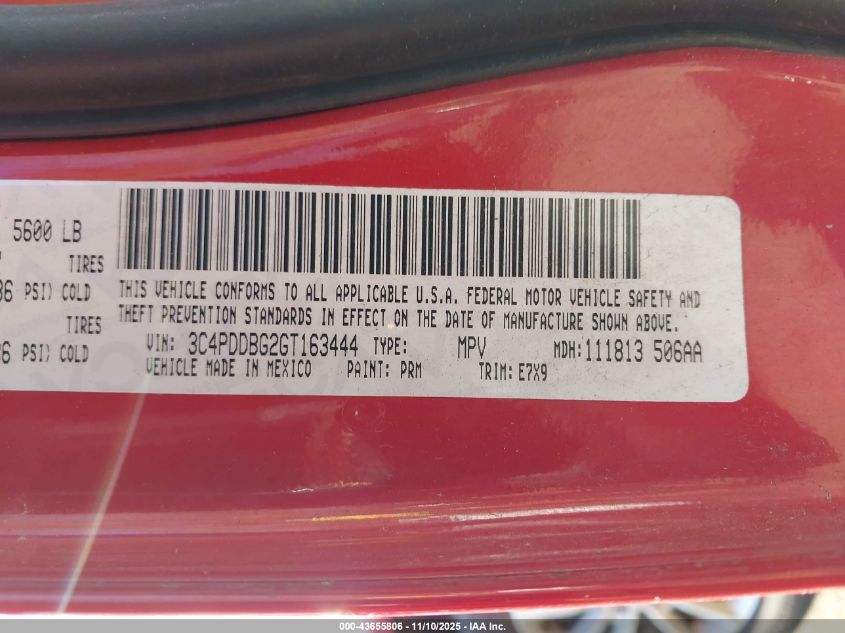 5600 LB
TIRES
PSI) COLD
TIRES
PSI) COLD
THIS VEHICLE CONFORMS TO ALL APPLICABLE U.S.A. FEDERAL MOTOR VEHICLE SAFETY AND
THEFT PREVENTION STANDARDS IN EFFECT ON THE DATE OF MANUFACTURE SHOWN ABOVE.
VIN: 3C4PDDBG2GT163444 TYPE: MPV MDH:111813 506AA
VEHICLE MADE IN MEXICO PAINT: PRM TRIM: E7X9
000-43655806 — 11/10/2025 — IAA Inc.